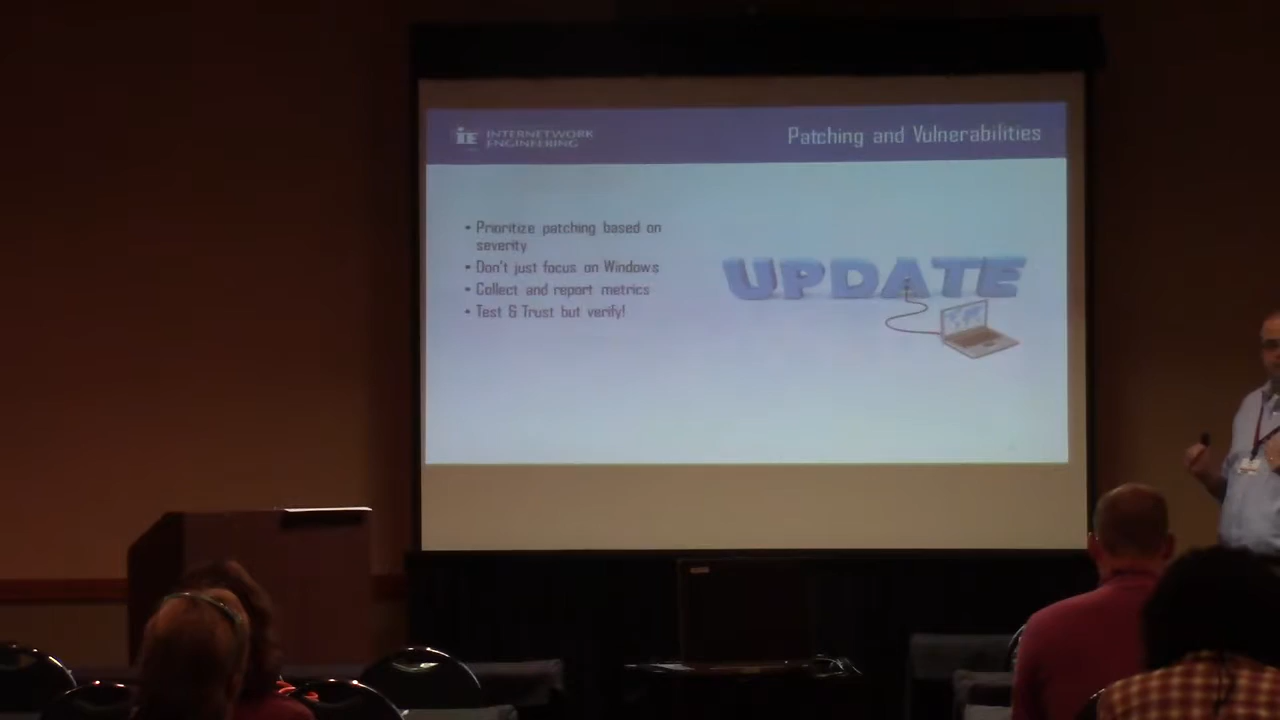 iE INTERNETWORK
ENGINEERING
Patching and Vulnerabilities
• Prioritize patching based on
severity
• Don't just focus on Windows
• Collect and report metrics
• Test & Trust but verify!
UPDATE